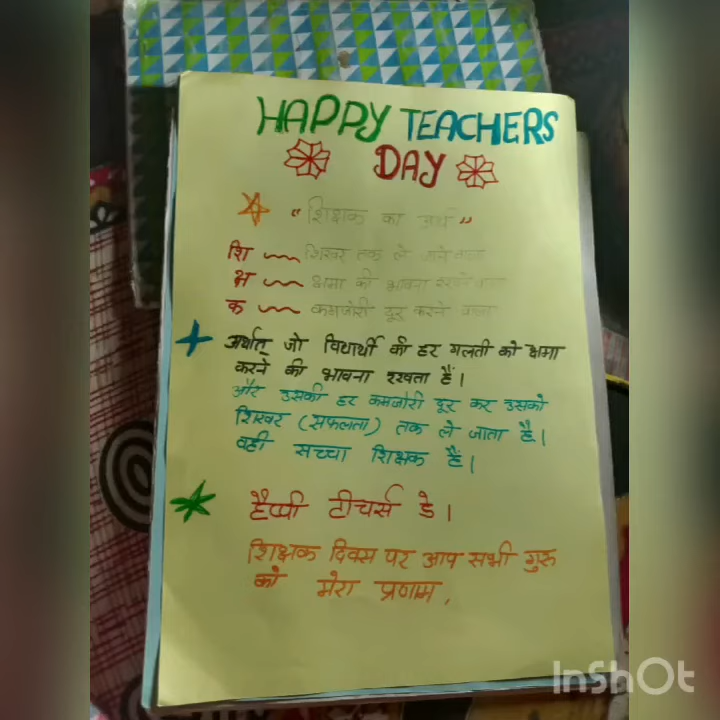 HAPPY TEACHERS
DAY
"शिक्षक का अर्थ"
शि शिखर तक ले जाने वाला
क्ष क्षमा की भावना रखने वाला
क कमजोरी दूर करने वाला
अर्थात् जो विद्यार्थी की हर गलती को क्षमा
करने की भावना रखता हैं।
और उसकी हर कमजोरी दूर कर उसको
शिखर (सफलता) तक ले जाता है।
वही सच्चा शिक्षक हैं।
हैप्पी टीचर्स डे।
शिक्षक दिवस पर आप सभी गुरू
को मेरा प्रणाम.
InShOt